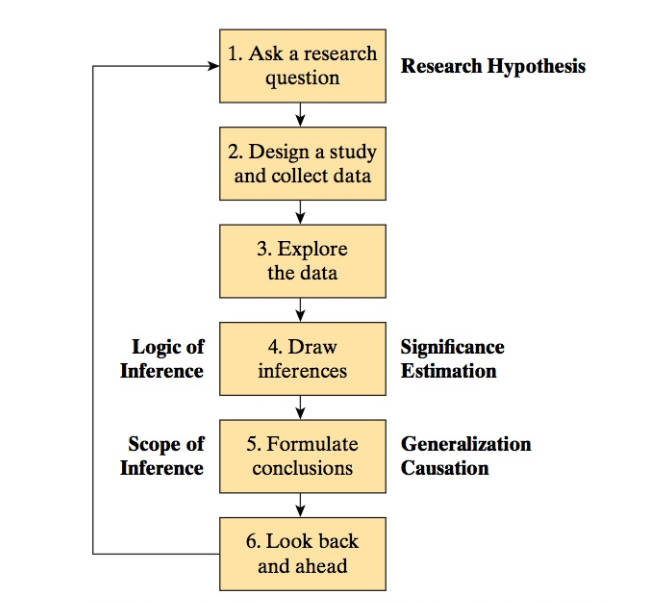 1. Ask a research
question
Research Hypothesis
2. Design a study
and collect data
3. Explore
the data
Logic of
Inference
4. Draw
inferences
Significance
Estimation
Scope of
Inference
5. Formulate
conclusions
Generalization
Causation
6. Look back
and ahead